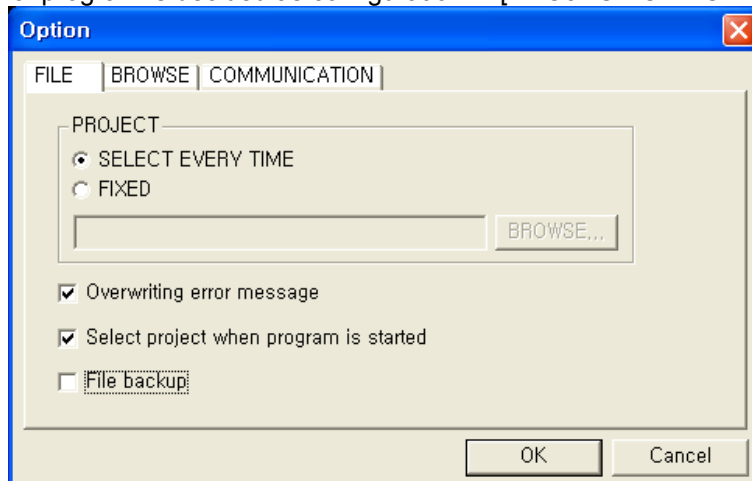 Option
FILE BROWSE COMMUNICATION
PROJECT
SELECT EVERY TIME
FIXED
BROWSE...
Overwriting error message
Select project when program is started
File backup
OK Cancel